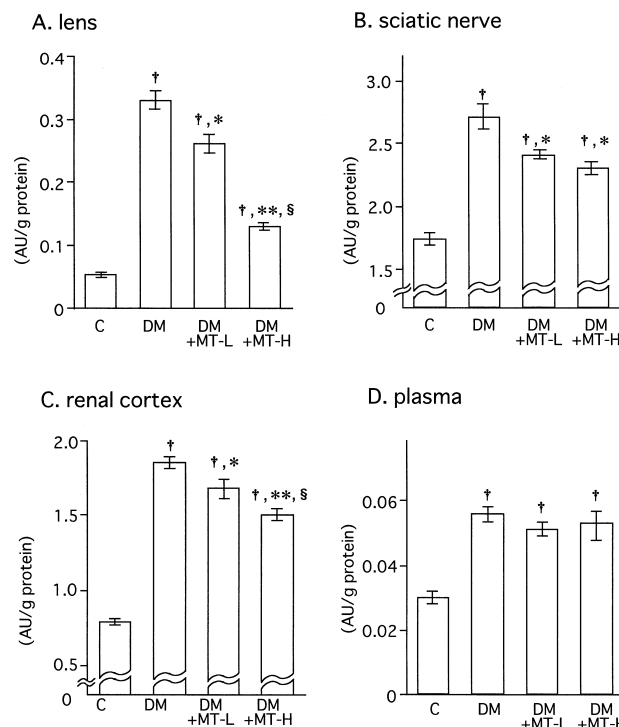 A. lens
(AU/g protein)
0.4
0.3
0.2
0.1
0
†
†,*
†,**,§
C DM DM DM
+MT-L +MT-H
B. sciatic nerve
(AU/g protein)
3.0
2.5
2.0
1.5
0
†
†,*
†,*
C DM DM DM
+MT-L +MT-H
C. renal cortex
(AU/g protein)
2.0
1.5
1.0
0.5
0
†
†,*
†,**,§
C DM DM DM
+MT-L +MT-H
D. plasma
(AU/g protein)
0.06
0.04
0.02
0
†
†
†
C DM DM DM
+MT-L +MT-H